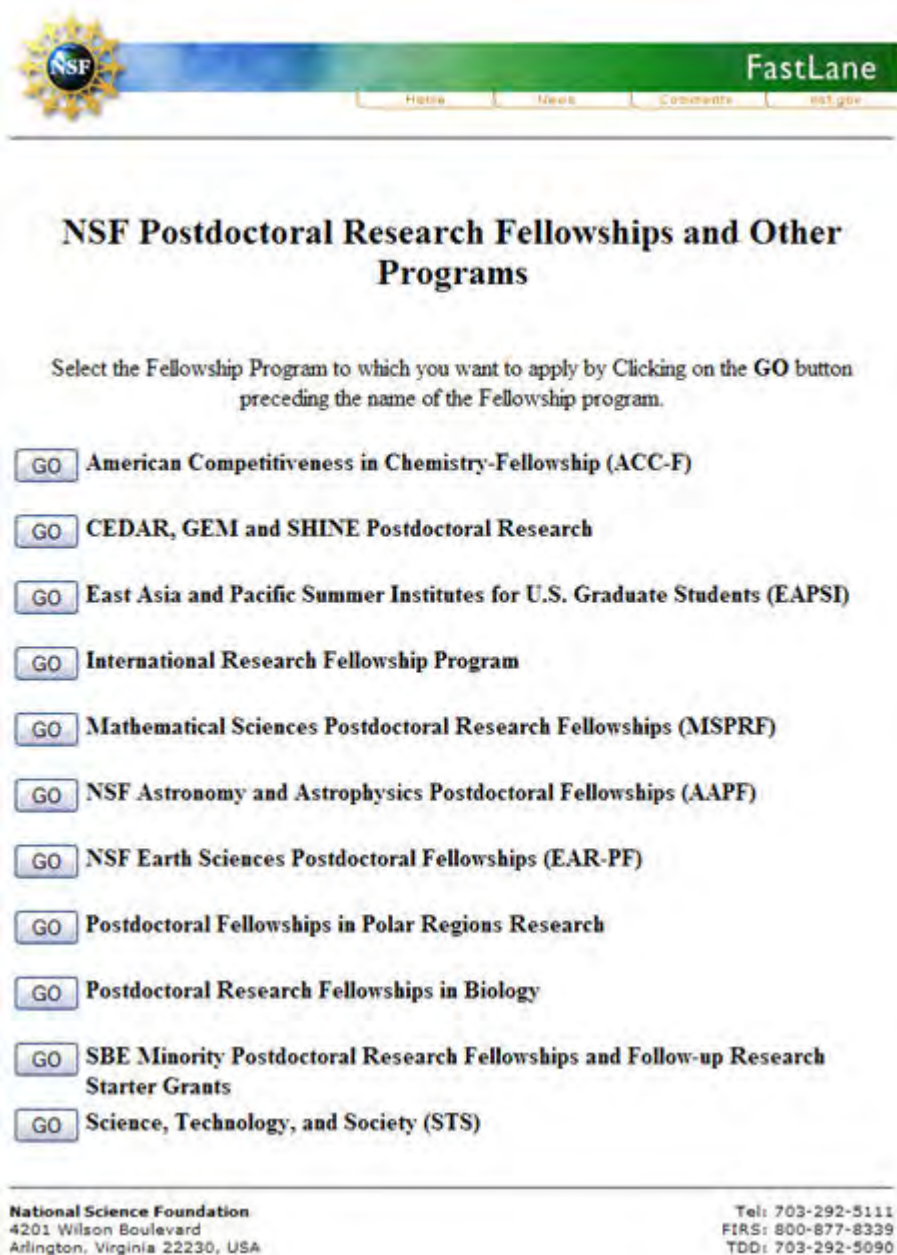 NSF
FastLane
Home News Comments nsf.gov
NSF Postdoctoral Research Fellowships and Other
Programs
Select the Fellowship Program to which you want to apply by Clicking on the GO button
preceding the name of the Fellowship program.
GO American Competitiveness in Chemistry-Fellowship (ACC-F)
GO CEDAR, GEM and SHINE Postdoctoral Research
GO East Asia and Pacific Summer Institutes for U.S. Graduate Students (EAPSI)
GO International Research Fellowship Program
GO Mathematical Sciences Postdoctoral Research Fellowships (MSPRF)
GO NSF Astronomy and Astrophysics Postdoctoral Fellowships (AAPF)
GO NSF Earth Sciences Postdoctoral Fellowships (EAR-PF)
GO Postdoctoral Fellowships in Polar Regions Research
GO Postdoctoral Research Fellowships in Biology
GO SBE Minority Postdoctoral Research Fellowships and Follow-up Research
Starter Grants
GO Science, Technology, and Society (STS)
National Science Foundation Tel: 703-292-5111
4201 Wilson Boulevard FIRS: 800-877-8339
Arlington, Virginia 22230, USA TDD: 703-292-5090